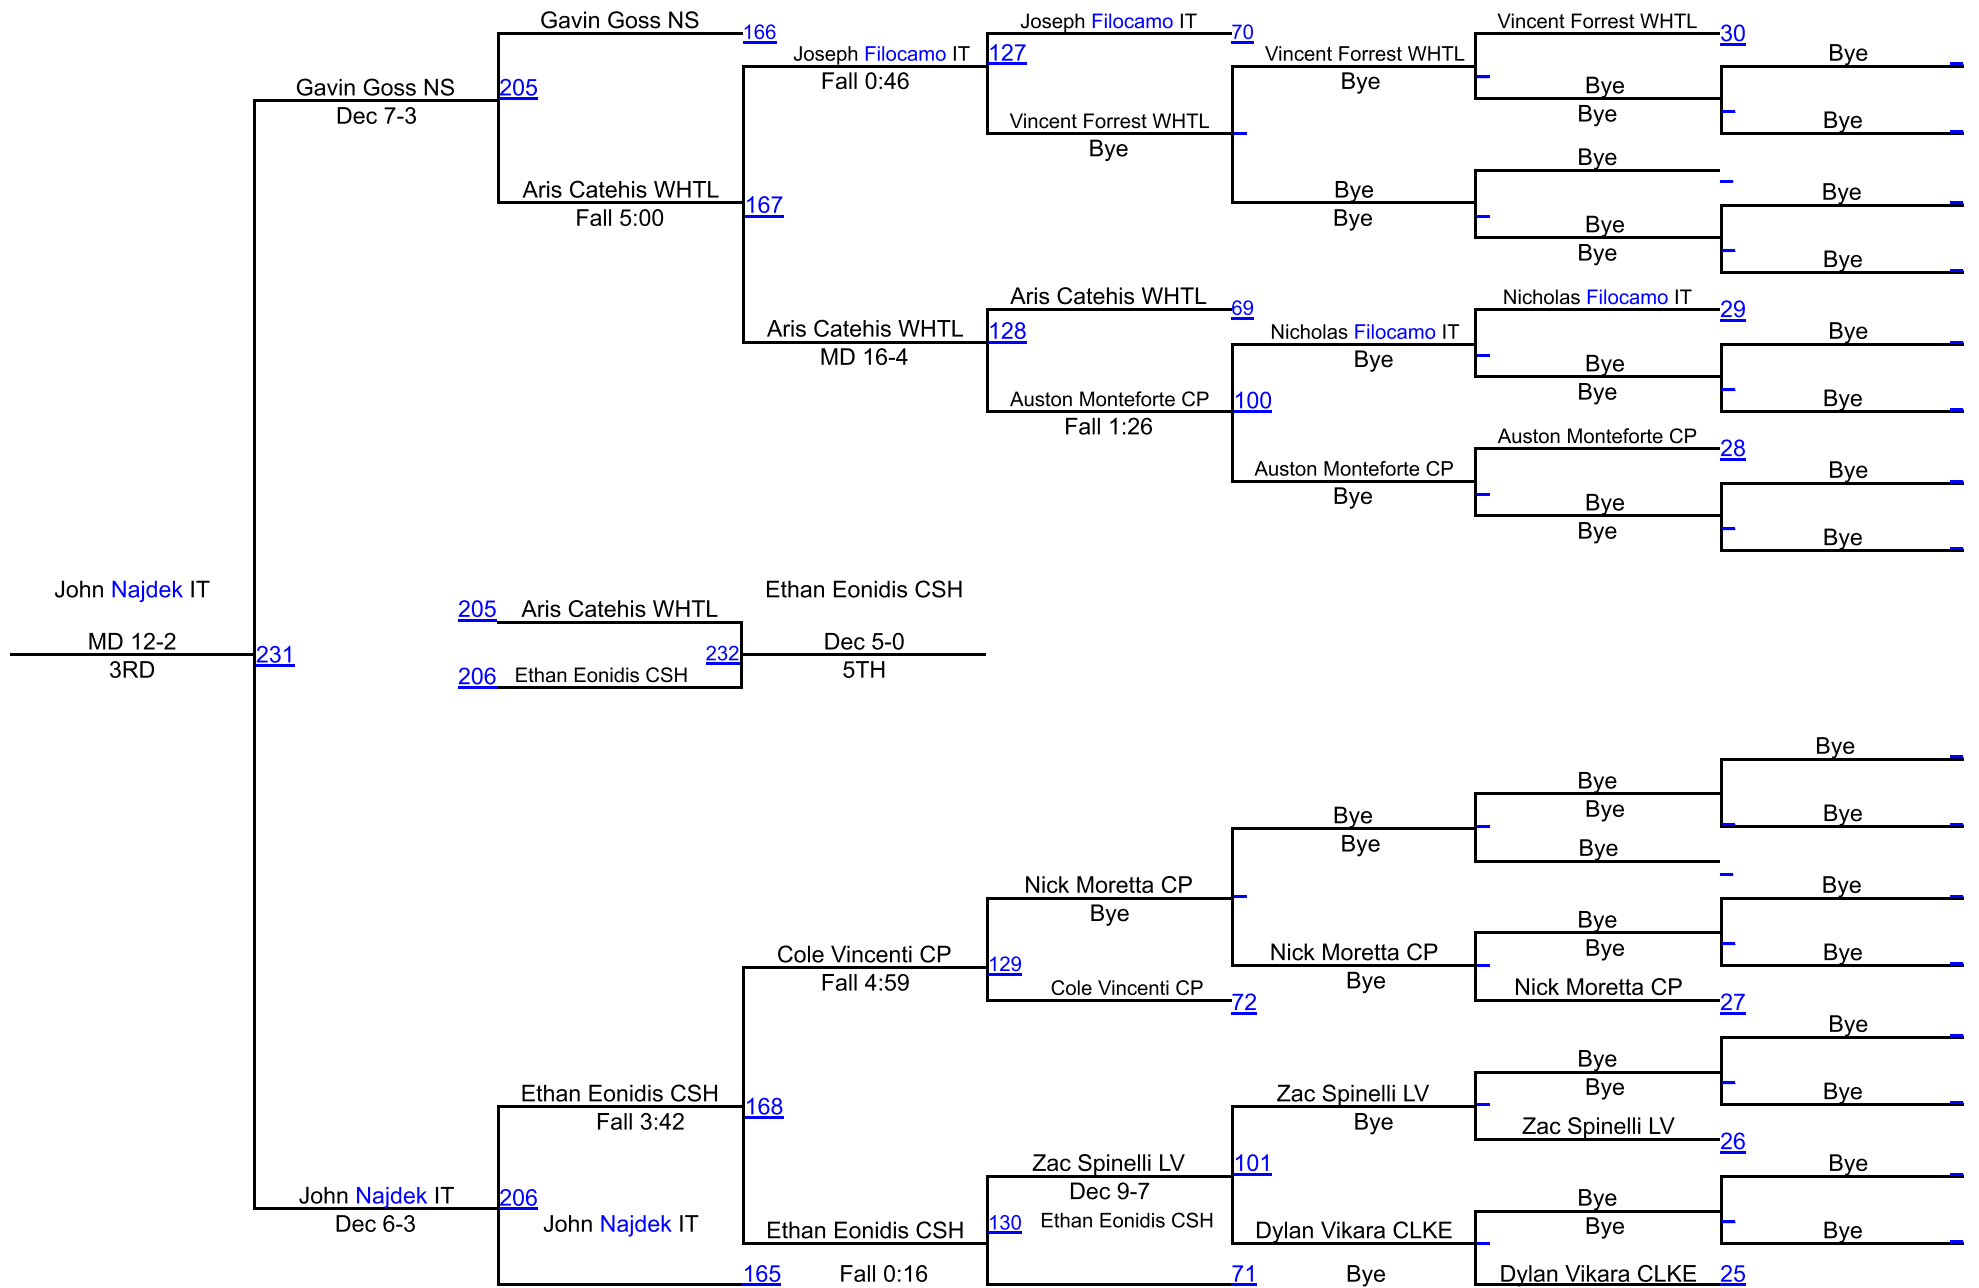 Gavin Goss NS
Joseph Filocamo IT
Vincent Forrest WHTL
166
70
30
Joseph Filocamo IT
127
Vincent Forrest WHTL
Bye
Gavin Goss NS
205
Fall 0:46
Bye
Bye
Dec 7-3
Bye
Vincent Forrest WHTL
Bye
Bye
Bye
Aris Catehis WHTL
167
Bye
Bye
Fall 5:00
Bye
Bye
Bye
Bye
Aris Catehis WHTL
69
Nicholas Filocamo IT
29
Aris Catehis WHTL
128
Nicholas Filocamo IT
Bye
MD 16-4
Bye
Bye
Auston Monteforte CP
100
Bye
Bye
Fall 1:26
Auston Monteforte CP
28
Auston Monteforte CP
Bye
Bye
Bye
Bye
Bye
John Najdek IT
Ethan Eonidis CSH
205
Aris Catehis WHTL
MD 12-2
231
232
Dec 5-0
3RD
206
Ethan Eonidis CSH
5TH
Bye
Bye
Bye
Bye
Bye
Bye
Bye
Nick Moretta CP
Bye
Bye
Bye
Cole Vincenti CP
129
Nick Moretta CP
Bye
Bye
Fall 4:59
Cole Vincenti CP
Bye
Nick Moretta CP
72
27
Bye
Bye
Ethan Eonidis CSH
168
Zac Spinelli LV
Bye
Bye
Fall 3:42
Bye
Zac Spinelli LV
26
Zac Spinelli LV
101
Bye
John Najdek IT
206
Dec 9-7
Bye
Dec 6-3
John Najdek IT
130
Ethan Eonidis CSH
Bye
Ethan Eonidis CSH
Dylan Vikara CLKE
Bye
165
Fall 0:16
71
Bye
Dylan Vikara CLKE
25